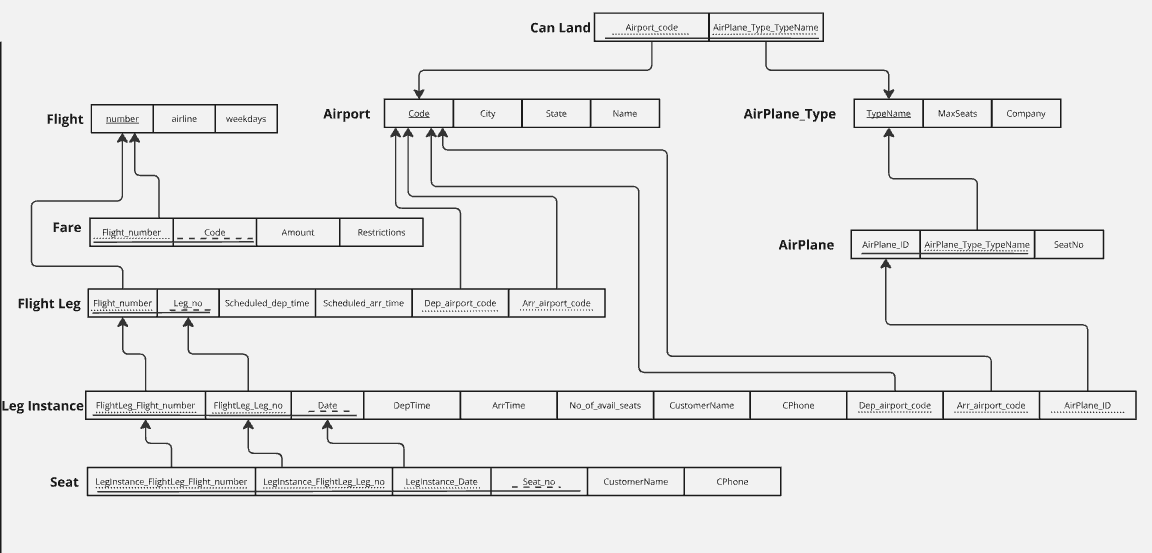 Can Land Airport_code AirPlane_Type_TypeName
Flight number airline weekdays
Airport Code City State Name
AirPlane_Type TypeName MaxSeats Company
Fare Flight_number Code Amount Restrictions
AirPlane AirPlane_ID AirPlane_Type_TypeName SeatNo
Flight Leg Flight_number Leg_no Scheduled_dep_time Scheduled_arr_time Dep_airport_code Arr_airport_code
Leg Instance FlightLeg_Flight_number FlightLeg_Leg_no Date DepTime ArrTime No_of_avail_seats CustomerName CPhone Dep_airport_code Arr_airport_code AirPlane_ID
Seat LegInstance_FlightLeg_Flight_number LegInstance_FlightLeg_Leg_no LegInstance_Date Seat_no CustomerName CPhone